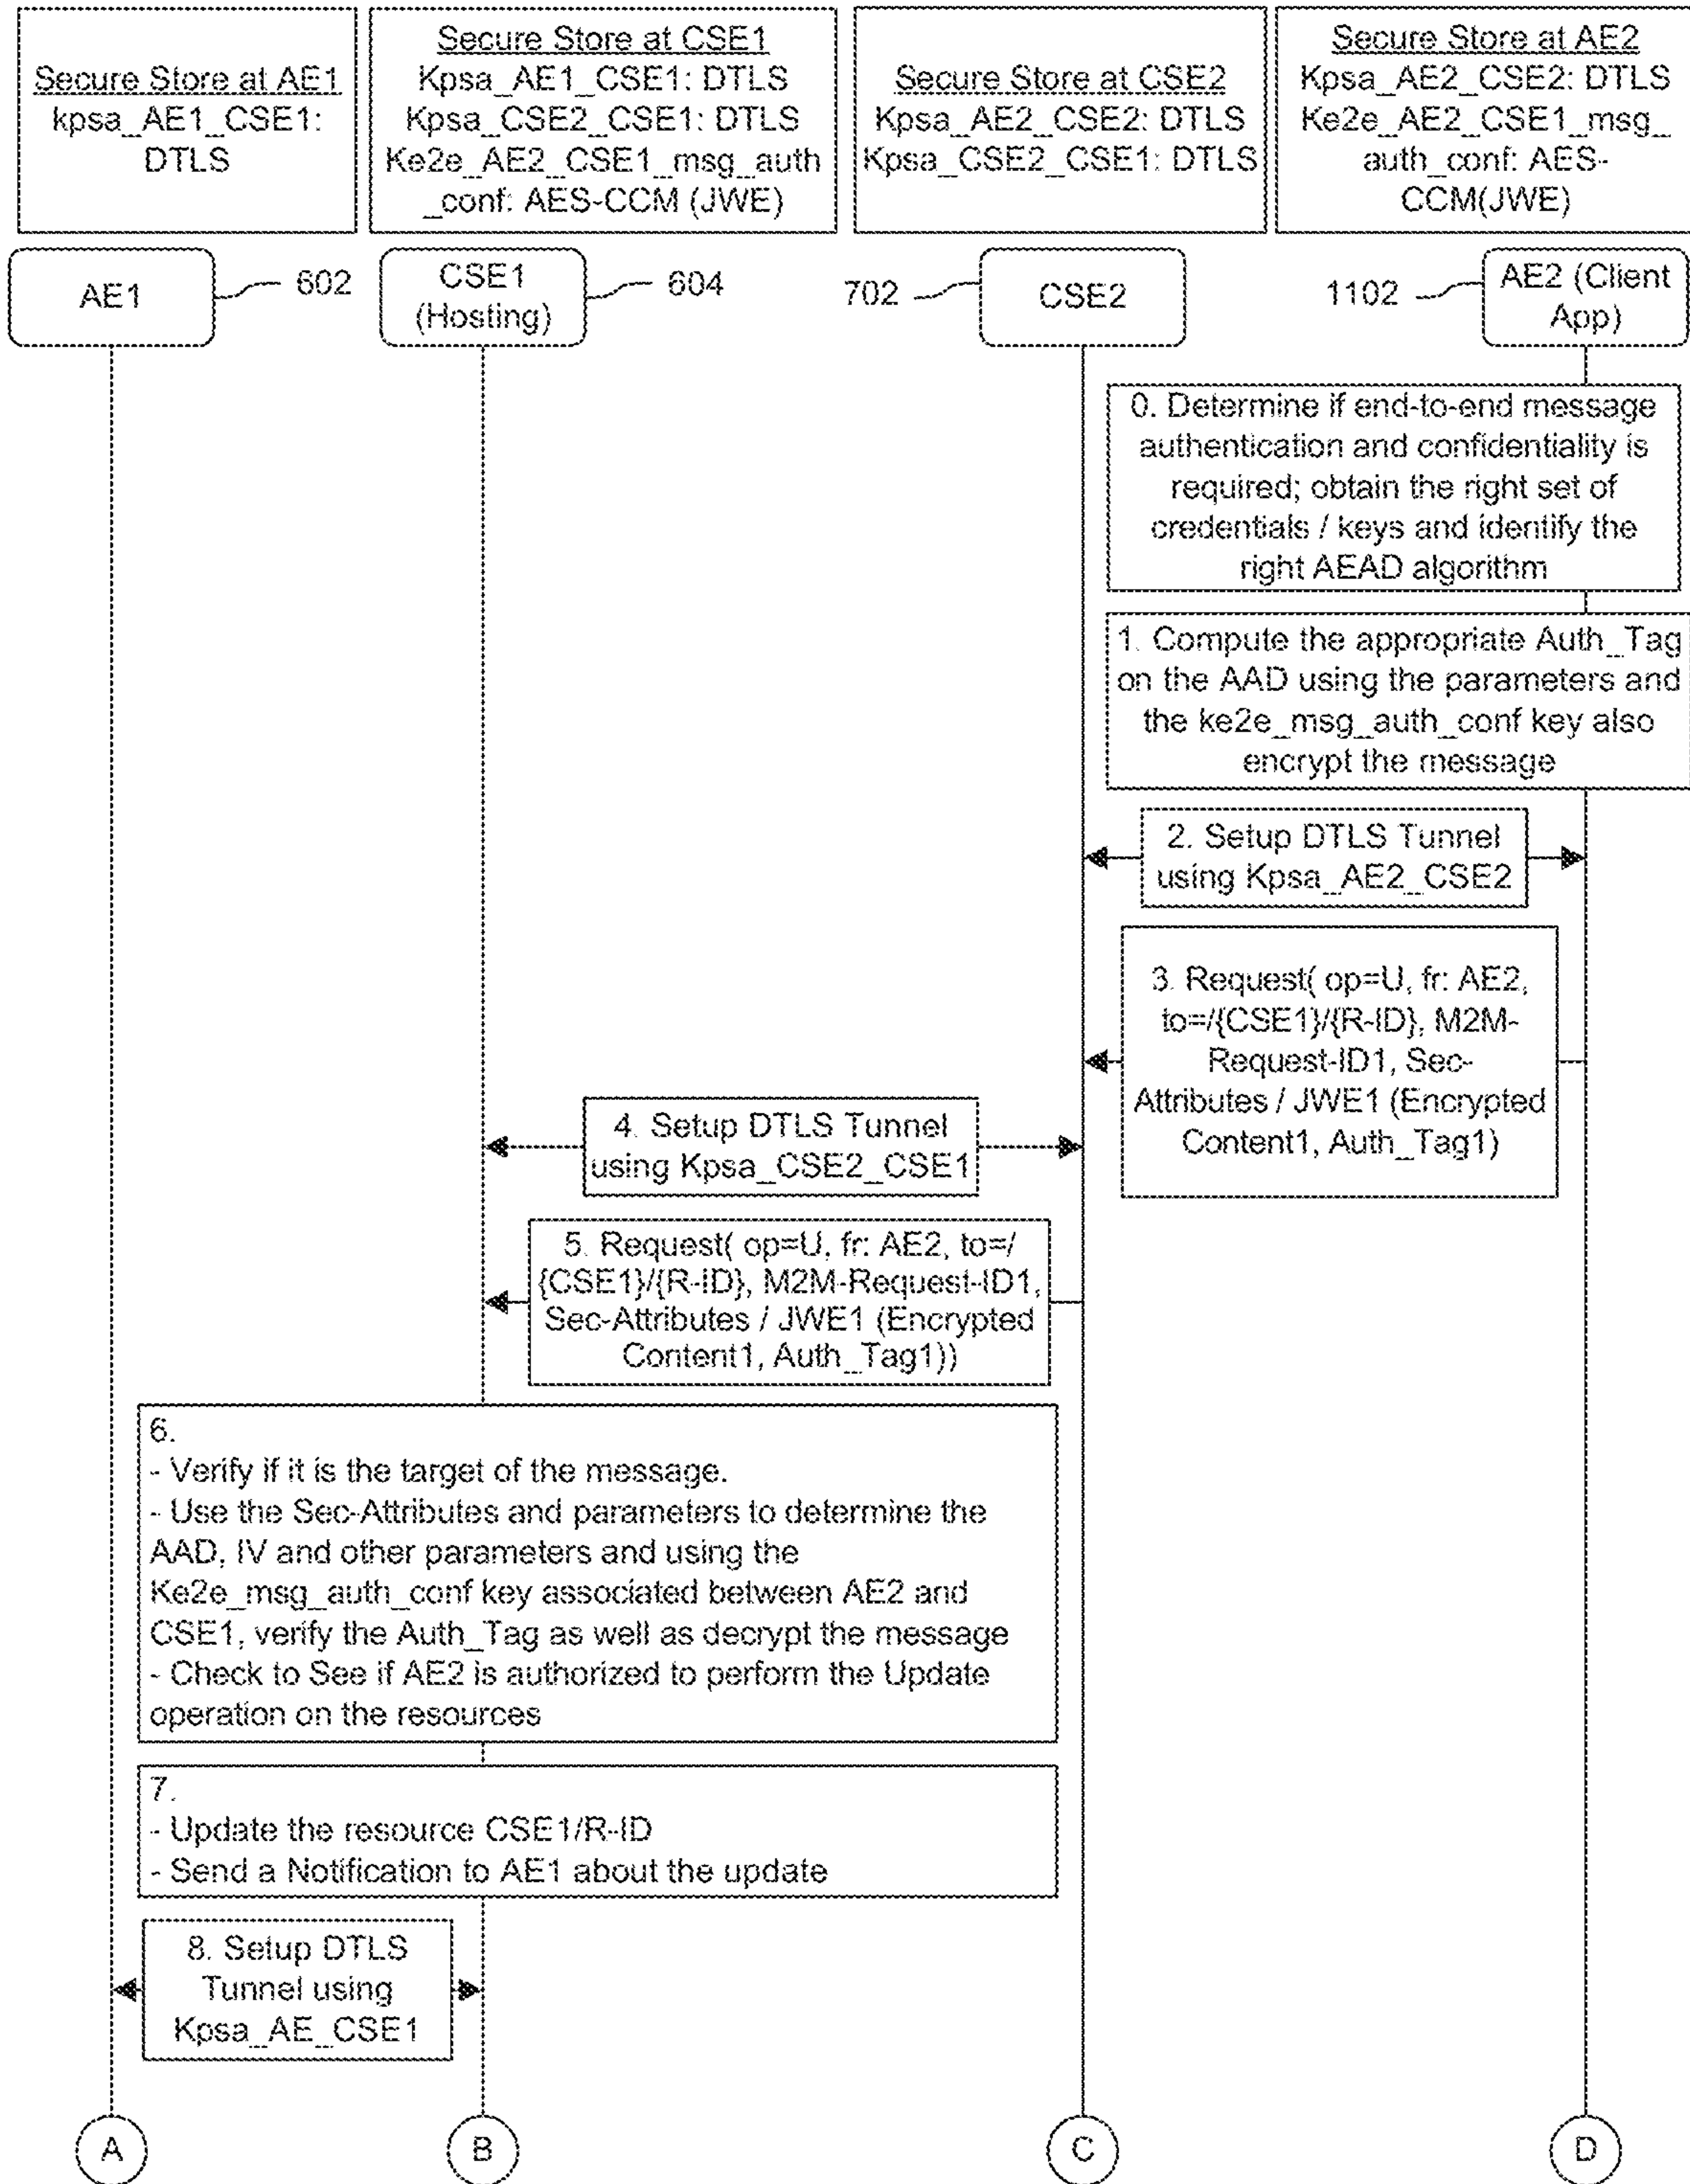 Secure Store at AE1
kpsa_AE1_CSE1:
DTLS
Secure Store at CSE1
Kpsa_AE1_CSE1: DTLS
Kpsa_CSE2_CSE1: DTLS
Ke2e_AE2_CSE1_msg_auth
_conf: AES-CCM (JWE)
Secure Store at CSE2
Kpsa_AE2_CSE2: DTLS
Kpsa_CSE2_CSE1: DTLS
Secure Store at AE2
Kpsa_AE2_CSE2: DTLS
Ke2e_AE2_CSE1_msg_
auth_conf: AES-
CCM(JWE)
AE1
602
CSE1
(Hosting)
604
702
CSE2
1102
AE2 (Client
App)
0. Determine if end-to-end message
authentication and confidentiality is
required; obtain the right set of
credentials / keys and identify the
right AEAD algorithm
1. Compute the appropriate Auth_Tag
on the AAD using the parameters and
the ke2e_msg_auth_conf key also
encrypt the message
2. Setup DTLS Tunnel
using Kpsa_AE2_CSE2
3. Request( op=U, fr: AE2,
to=/{CSE1}/{R-ID}, M2M-
Request-ID1, Sec-
Attributes / JWE1 (Encrypted
Content1, Auth_Tag1)
4. Setup DTLS Tunnel
using Kpsa_CSE2_CSE1
5. Request( op=U, fr: AE2, to=/
{CSE1}/{R-ID}, M2M-Request-ID1,
Sec-Attributes / JWE1 (Encrypted
Content1, Auth_Tag1))
6.
- Verify if it is the target of the message.
- Use the Sec-Attributes and parameters to determine the
AAD, IV and other parameters and using the
Ke2e_msg_auth_conf key associated between AE2 and
CSE1, verify the Auth_Tag as well as decrypt the message
- Check to See if AE2 is authorized to perform the Update
operation on the resources
7.
- Update the resource CSE1/R-ID
- Send a Notification to AE1 about the update
8. Setup DTLS
Tunnel using
Kpsa_AE_CSE1
A
B
C
D